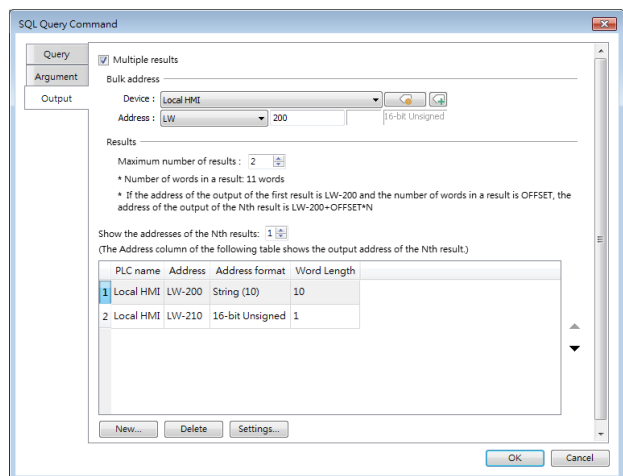 SQL Query Command
Query
Argument
Output
Multiple results
Bulk address
Device : Local HMI
Address : LW 200 16-bit Unsigned
Results
Maximum number of results : 2
* Number of words in a result: 11 words
* If the address of the output of the first result is LW-200 and the number of words in a result is OFFSET, the
address of the output of the Nth result is LW-200+OFFSET*N
Show the addresses of the Nth results: 1
(The Address column of the following table shows the output address of the Nth result.)
PLC name Address Address format Word Length
1 Local HMI LW-200 String (10) 10
2 Local HMI LW-210 16-bit Unsigned 1
New... Delete Settings...
OK Cancel